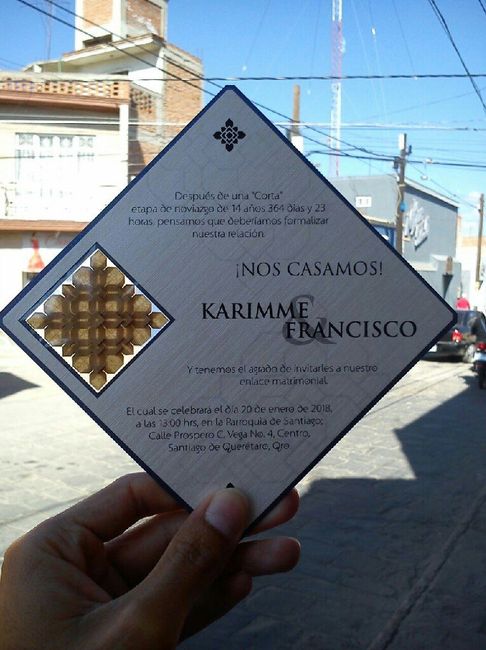 Después de una "Corta"
etapa de noviazgo de 14 años 364 días y 23
horas, pensamos que deberíamos formalizar
nuestra relación.
¡NOS CASAMOS!
KARIMME
&
FRANCISCO
Y tenemos el agrado de invitarles a nuestro
enlace matrimonial.
El cual se celebrará el día 20 de enero de 2018,
a las 13:00 hrs, en la Parroquia de Santiago;
Calle Prospero C. Vega No. 4, Centro,
Santiago de Querétaro, Qro.